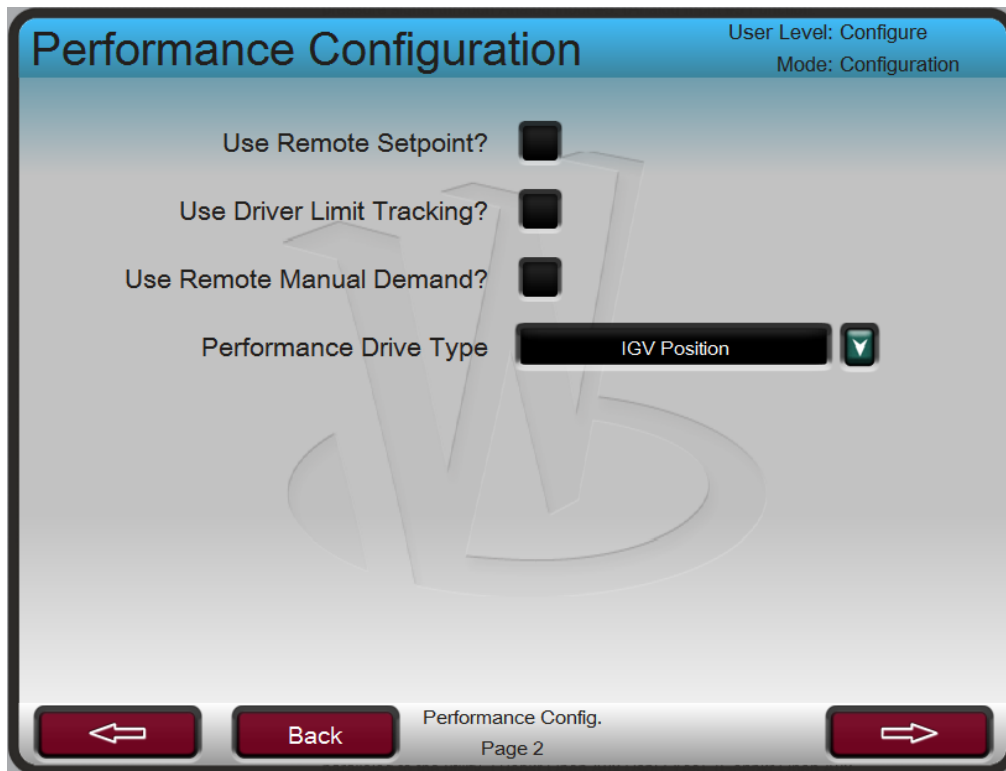 Performance Configuration
User Level: Configure
Mode: Configuration
Use Remote Setpoint?
Use Driver Limit Tracking?
Use Remote Manual Demand?
Performance Drive Type
IGV Position
Back
Performance Config.
Page 2